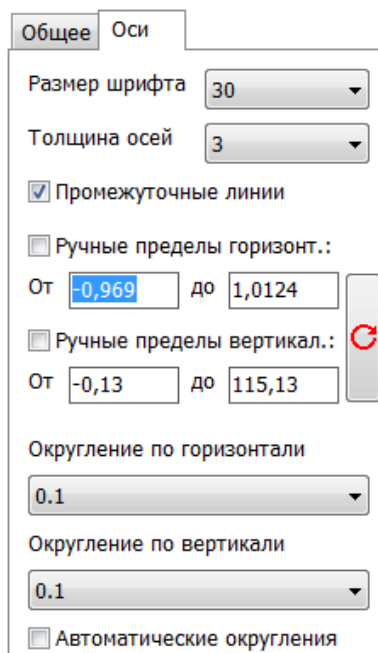 Общее Оси
Размер шрифта 30
Толщина осей 3
Промежуточные линии
Ручные пределы горизонт.:
От -0,969 до 1,0124
Ручные пределы вертикал.:
От -0,13 до 115,13
Округление по горизонтали
0.1
Округление по вертикали
0.1
Автоматические округления